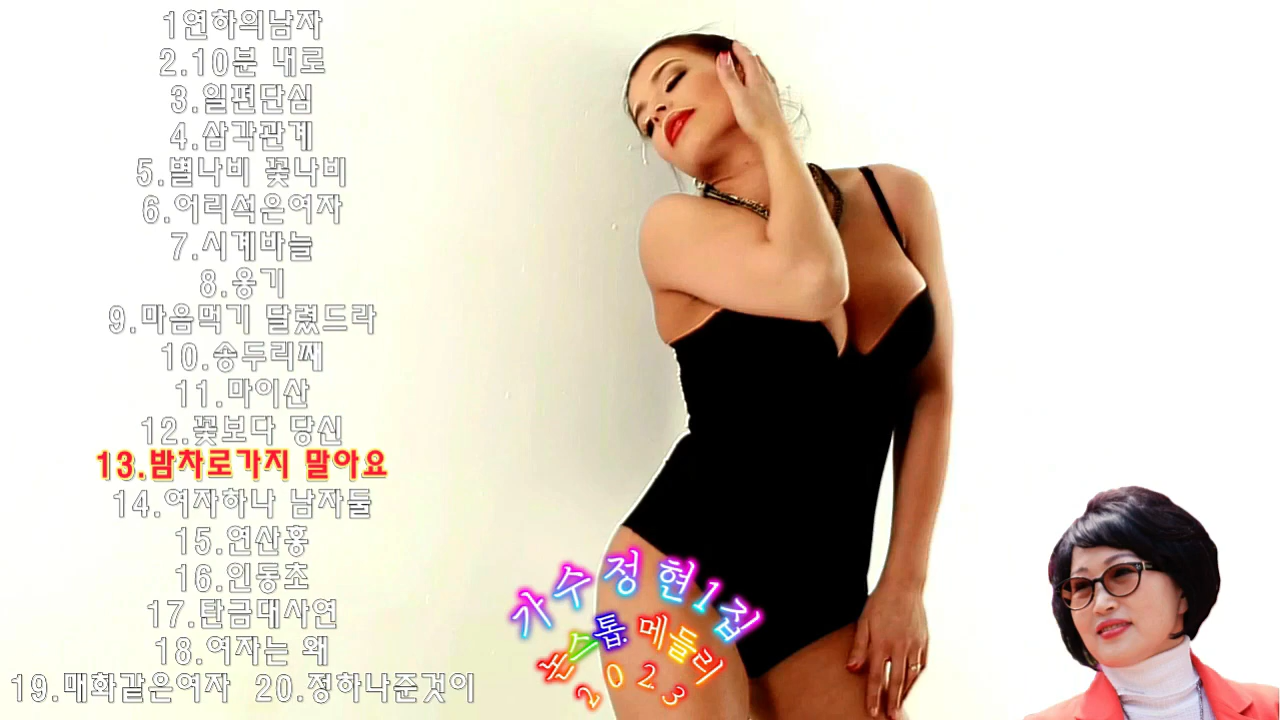 1연하의남자
2.10분 내로
3.일편단심
4.삼각관계
5.별나비 꽃나비
6.어리석은여자
7.시계바늘
8.옹기
9.마음먹기 달렸드라
10.송두리째
11.마이산
12.꽃보다 당신
13.밤차로가지 말아요
14.여자하나 남자둘
15.연산홍
16.인동초
17.탄금대사연
18.여자는 왜
19.매화같은여자 20.정하나준것이
가수정현1집
논스톱.메들리
2023